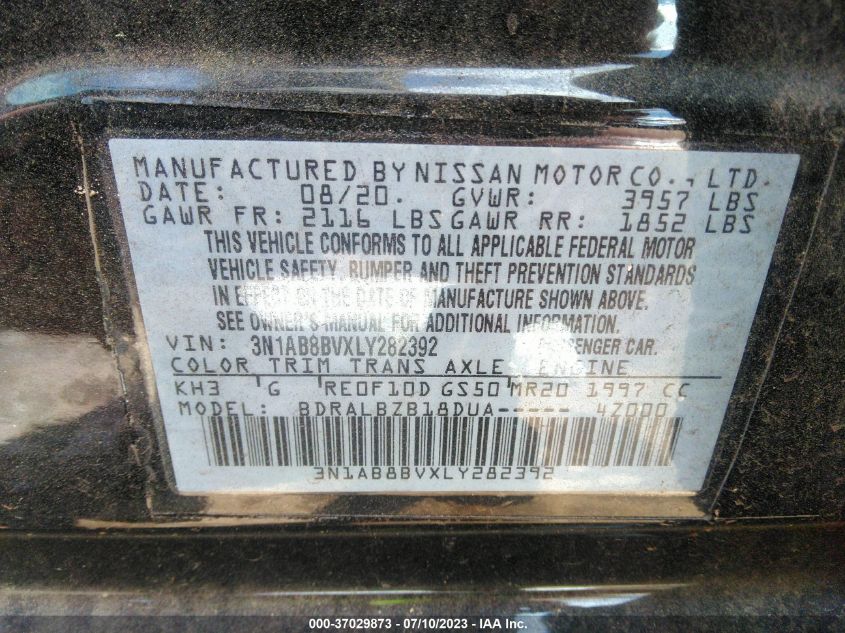 MANUFACTURED BY NISSAN MOTOR CO., LTD.
DATE: 08/20. GVWR: 3957 LBS
GAWR FR: 2116 LBS GAWR RR: 1852 LBS
THIS VEHICLE CONFORMS TO ALL APPLICABLE FEDERAL MOTOR
VEHICLE SAFETY, BUMPER AND THEFT PREVENTION STANDARDS
IN EFFECT ON THE DATE OF MANUFACTURE SHOWN ABOVE.
SEE OWNER'S MANUAL FOR ADDITIONAL INFORMATION.
VIN: 3N1AB8BVXLY282392 PASSENGER CAR.
COLOR TRIM TRANS AXLE ENGINE
KH3 'G RE0F10D GS50 MR20 1997 CC
MODEL: BDRALBZB18DUA----- 4Z000
3N1AB8BVXLY282392
000-37029873 - 07/10/2023 - IAA Inc.